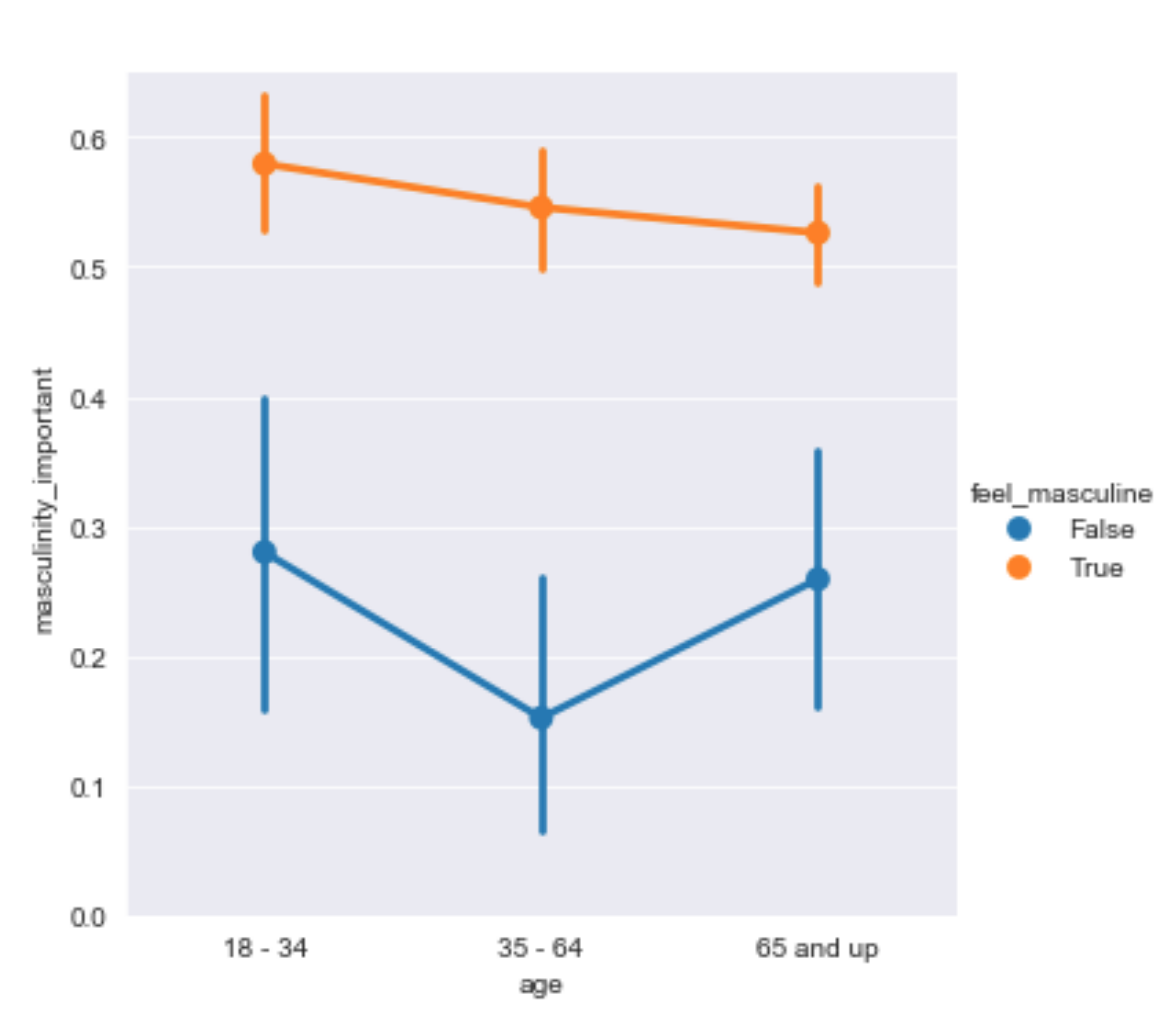 0.6
0.5
0.4
0.3
0.2
0.1
0.0
masculinity_important
18 - 34
35 - 64
65 and up
age
feel_masculine
False
True